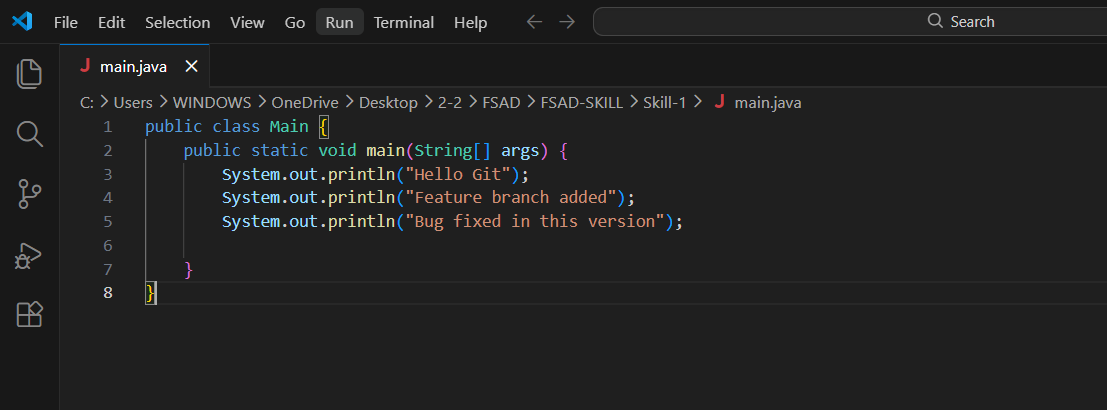 File Edit Selection View Go Run Terminal Help Search
J main.java
C: > Users > WINDOWS > OneDrive > Desktop > 2-2 > FSAD > FSAD-SKILL > Skill-1 > J main.java
1 public class Main {
2     public static void main(String[] args) {
3         System.out.println("Hello Git");
4         System.out.println("Feature branch added");
5         System.out.println("Bug fixed in this version");
6
7     }
8 }